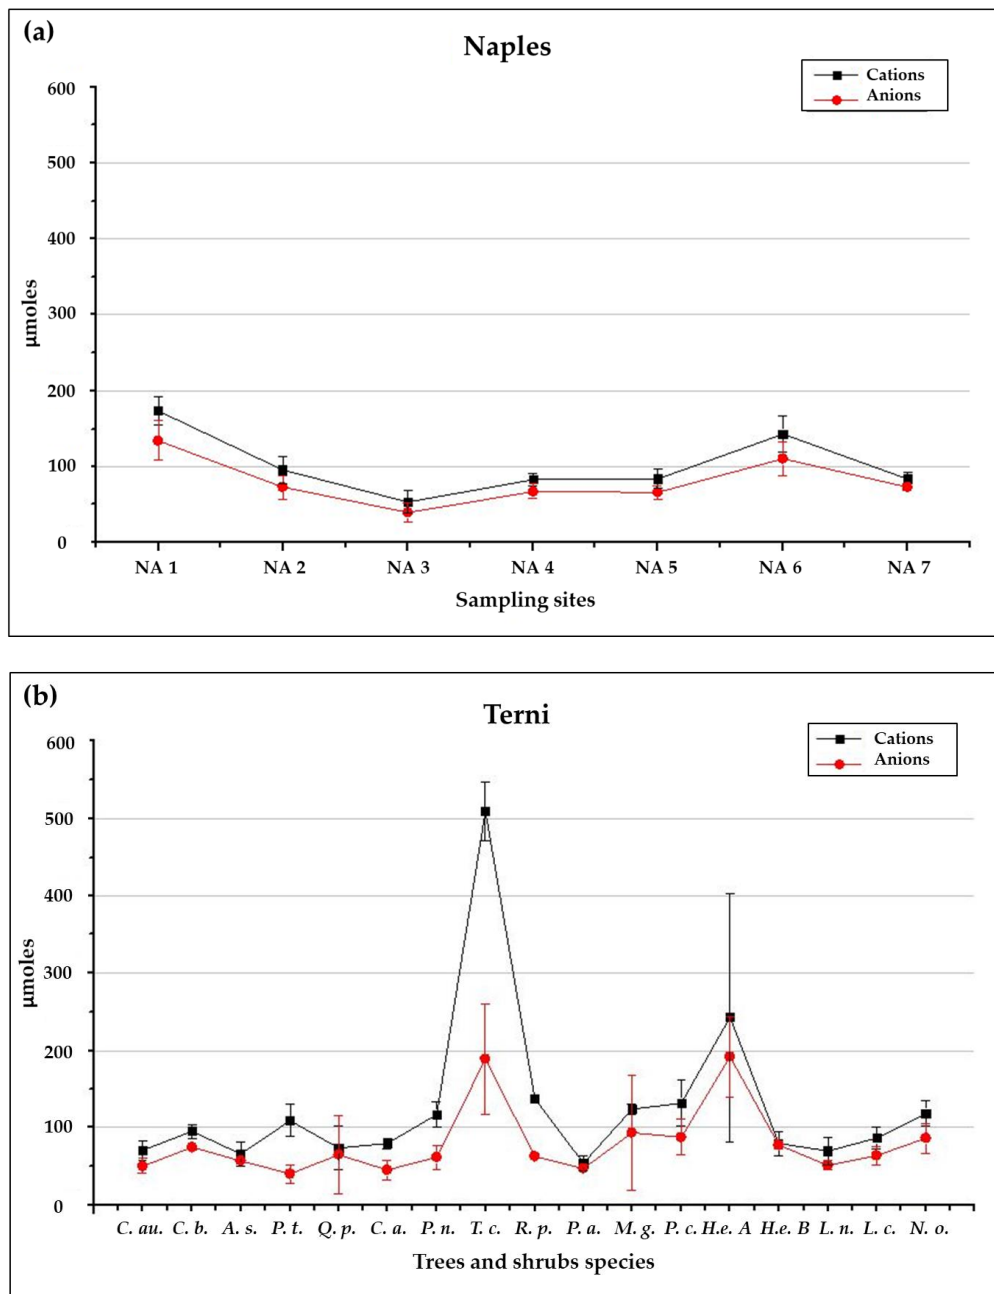 (a)
Naples
Cations
Anions
600
500
400
300
200
100
0
µmoles
NA 1 NA 2 NA 3 NA 4 NA 5 NA 6 NA 7
Sampling sites
(b)
Terni
Cations
Anions
600
500
400
300
200
100
0
µmoles
C. au. C. b. A. s. P. t. Q. p. C. a. P. n. T. c. R. p. P. a. M. g. P. c. H.e. A H.e. B L. n. L. c. N. o.
Trees and shrubs species